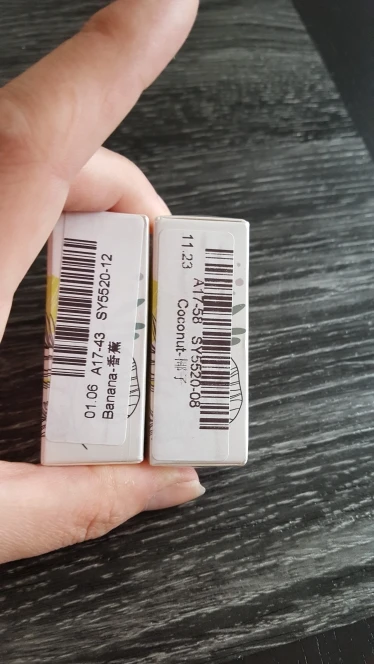 01.06 A17-43 SY5520-12
Banana-香蕉
11.23 A17-58 SY5520-08
Coconut-椰子